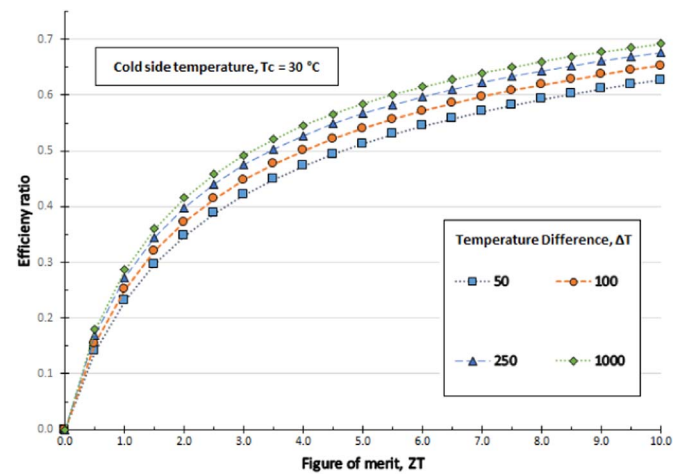 0.7
Cold side temperature, Tc = 30 °C
0.6
0.5
0.4
Efficieny ratio
0.3
Temperature Difference, ΔT
50 100
0.2
250 1000
0.1
0.0
0.0 1.0 2.0 3.0 4.0 5.0 6.0 7.0 8.0 9.0 10.0
Figure of merit, ZT